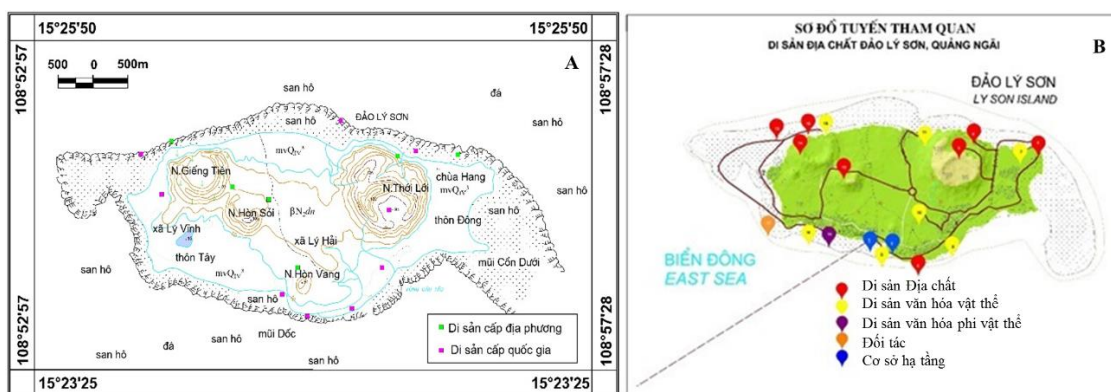 15°25'50
15°25'50
108°52'57
108°57'28
500 0 500m
A
san hô
đá
san hô
ĐẢO LÝ SƠN
san hô
N.Giếng Tiền
chùa Hang
N.Thới Lới
N.Hòn Sỏi
thôn Đông
san hô
xã Lý Vĩnh
xã Lý Hải
thôn Tây
mũi Cồn Dưới
san hô
N.Hòn Vàng
san hô
san hô
mũi Dốc
đá
san hô
san hô
san hô
san hô
Di sản cấp địa phương
Di sản cấp quốc gia
108°52'57
108°57'28
15°23'25
15°23'25
SƠ ĐỒ TUYẾN THAM QUAN
DI SẢN ĐỊA CHẤT ĐẢO LÝ SƠN, QUẢNG NGÃI
B
ĐẢO LÝ SƠN
LY SON ISLAND
BIỂN ĐÔNG
EAST SEA
Di sản Địa chất
Di sản văn hóa vật thể
Di sản văn hóa phi vật thể
Đối tác
Cơ sở hạ tầng